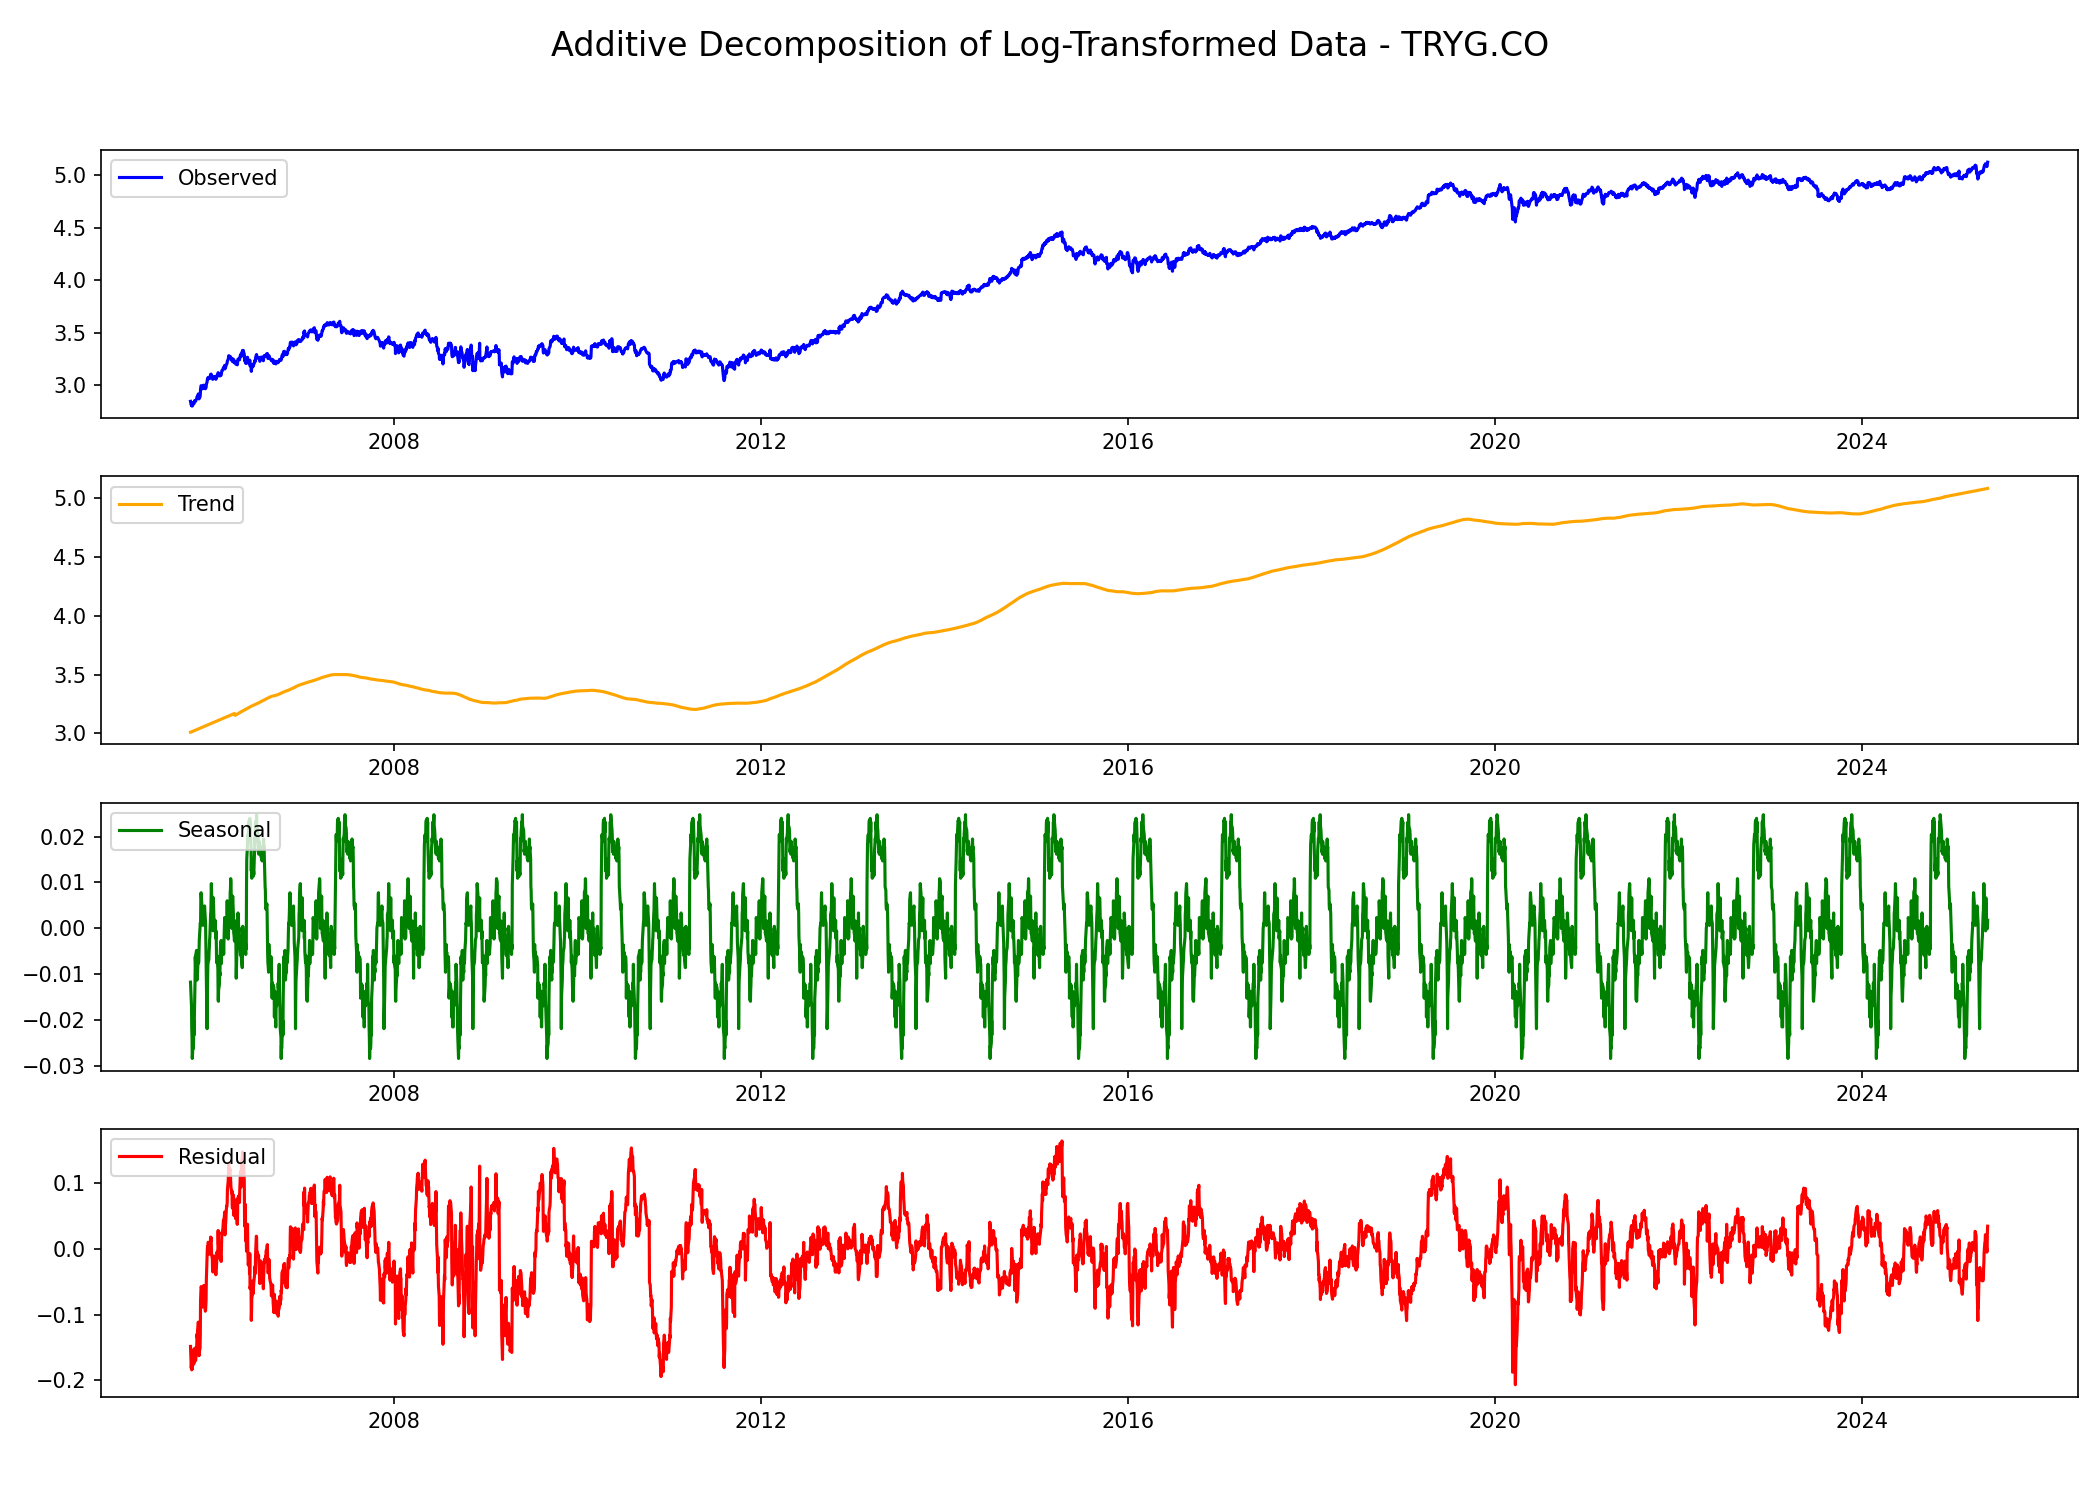 Additive Decomposition of Log-Transformed Data - TRYG.CO
Observed
5.0
4.5
4.0
3.5
3.0
2008 2012 2016 2020 2024
Trend
5.0
4.5
4.0
3.5
3.0
2008 2012 2016 2020 2024
Seasonal
0.02
0.01
0.00
−0.01
−0.02
−0.03
2008 2012 2016 2020 2024
Residual
0.1
0.0
−0.1
−0.2
2008 2012 2016 2020 2024